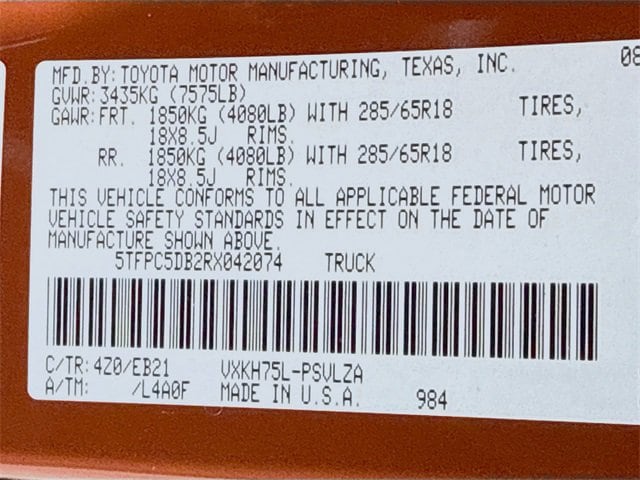 MFD.BY:TOYOTA MOTOR MANUFACTURING, TEXAS, INC. 08
GVWR:3435KG (7575LB)
GAWR:FRT. 1850KG (4080LB) WITH 285/65R18 TIRES,
18X8.5J RIMS.
RR. 1850KG (4080LB) WITH 285/65R18 TIRES,
18X8.5J RIMS.
THIS VEHICLE CONFORMS TO ALL APPLICABLE FEDERAL MOTOR
VEHICLE SAFETY STANDARDS IN EFFECT ON THE DATE OF
MANUFACTURE SHOWN ABOVE.
5TFPC5DB2RX042074 TRUCK
C/TR:4Z0/EB21 VXKH75L-PSVLZA
A/TM: /L4A0F MADE IN U.S.A. 984